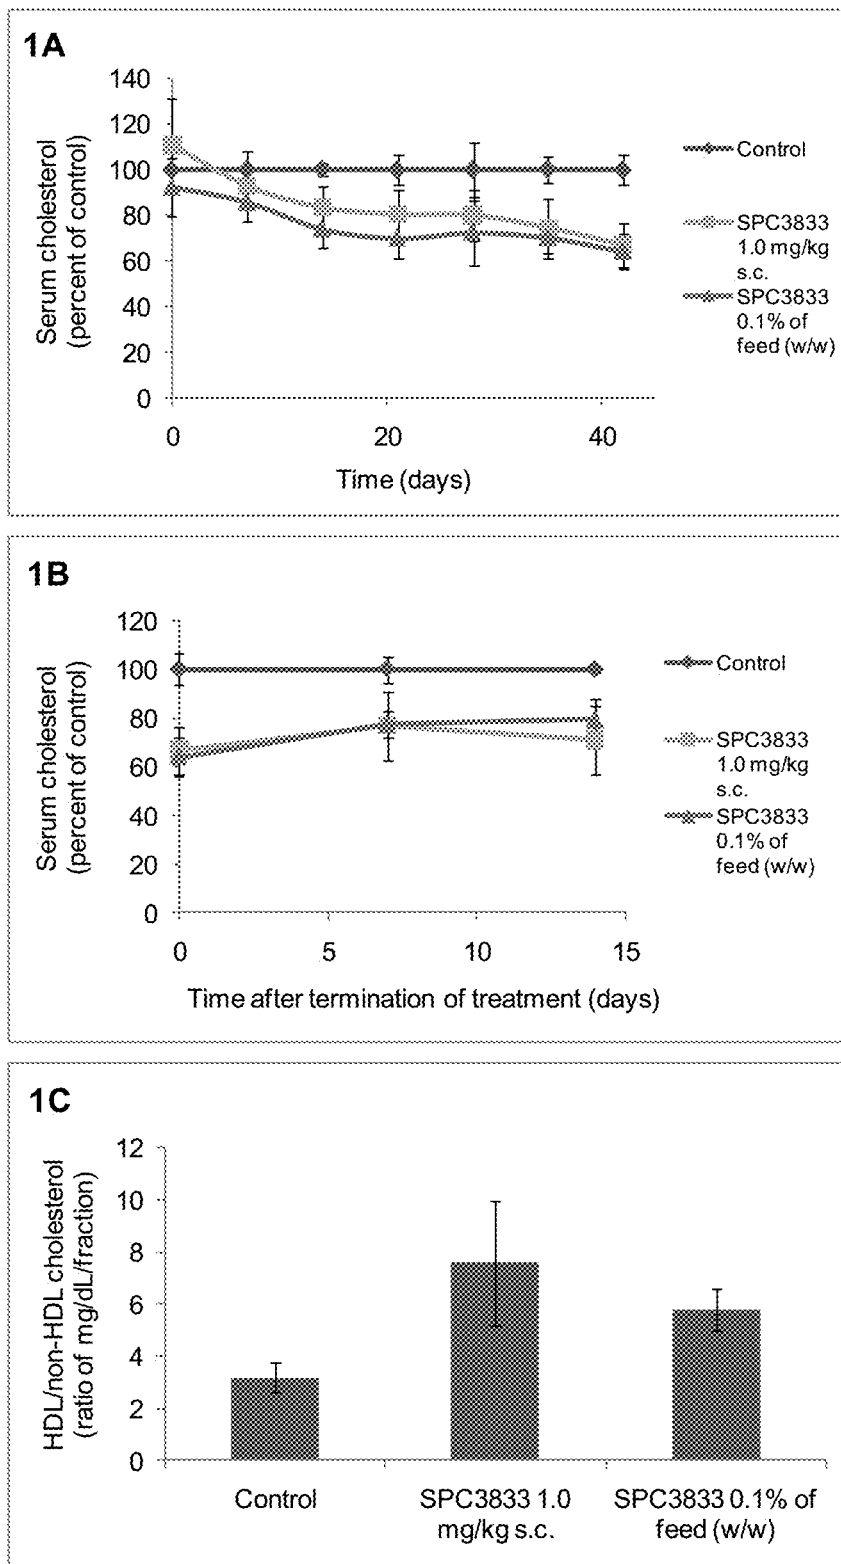 1A
Serum cholesterol
(percent of control)
140
120
100
80
60
40
20
0
0
20
40
Time (days)
Control
SPC3833
1.0 mg/kg
s.c.
SPC3833
0.1% of
feed (w/w)
1B
Serum cholesterol
(percent of control)
120
100
80
60
40
20
0
0
5
10
15
Time after termination of treatment (days)
Control
SPC3833
1.0 mg/kg
s.c.
SPC3833
0.1% of
feed (w/w)
1C
HDL/non-HDL cholesterol
(ratio of mg/dL/fraction)
12
10
8
6
4
2
0
Control
SPC3833 1.0
mg/kg s.c.
SPC3833 0.1% of
feed (w/w)